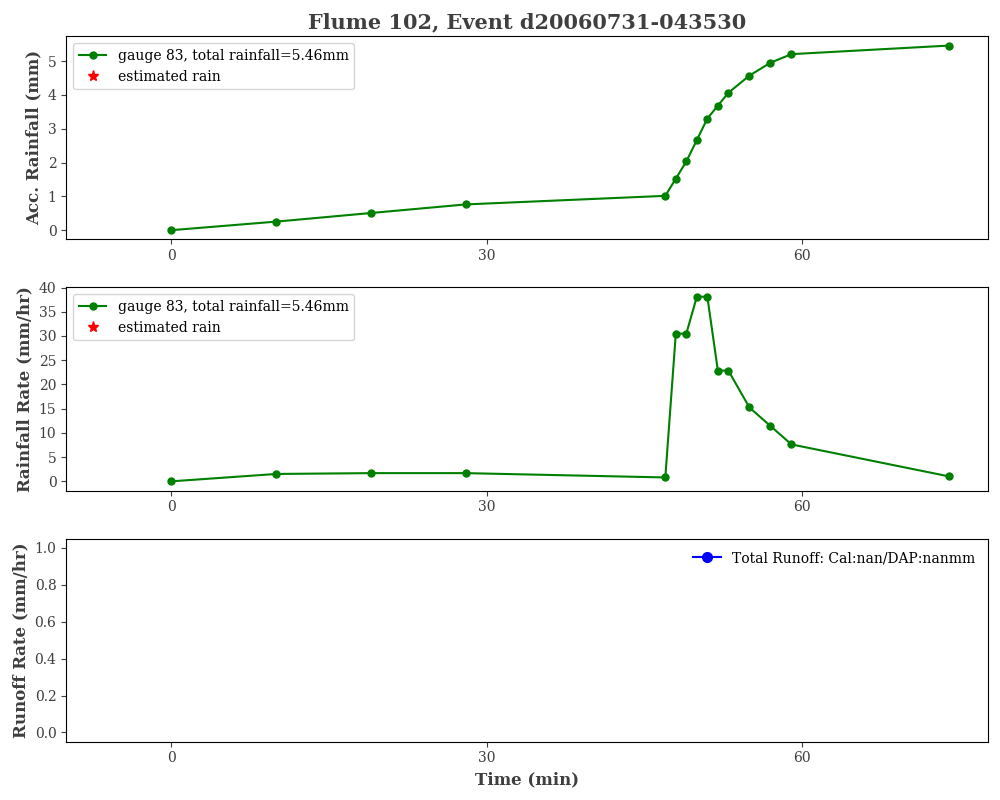 Flume 102, Event d20060731-043530
Acc. Rainfall (mm)
5
4
3
2
1
0
gauge 83, total rainfall=5.46mm
estimated rain
0 30 60
Rainfall Rate (mm/hr)
40
35
30
25
20
15
10
5
0
gauge 83, total rainfall=5.46mm
estimated rain
0 30 60
Runoff Rate (mm/hr)
1.0
0.8
0.6
0.4
0.2
0.0
Total Runoff: Cal:nan/DAP:nanmm
0 30 60
Time (min)